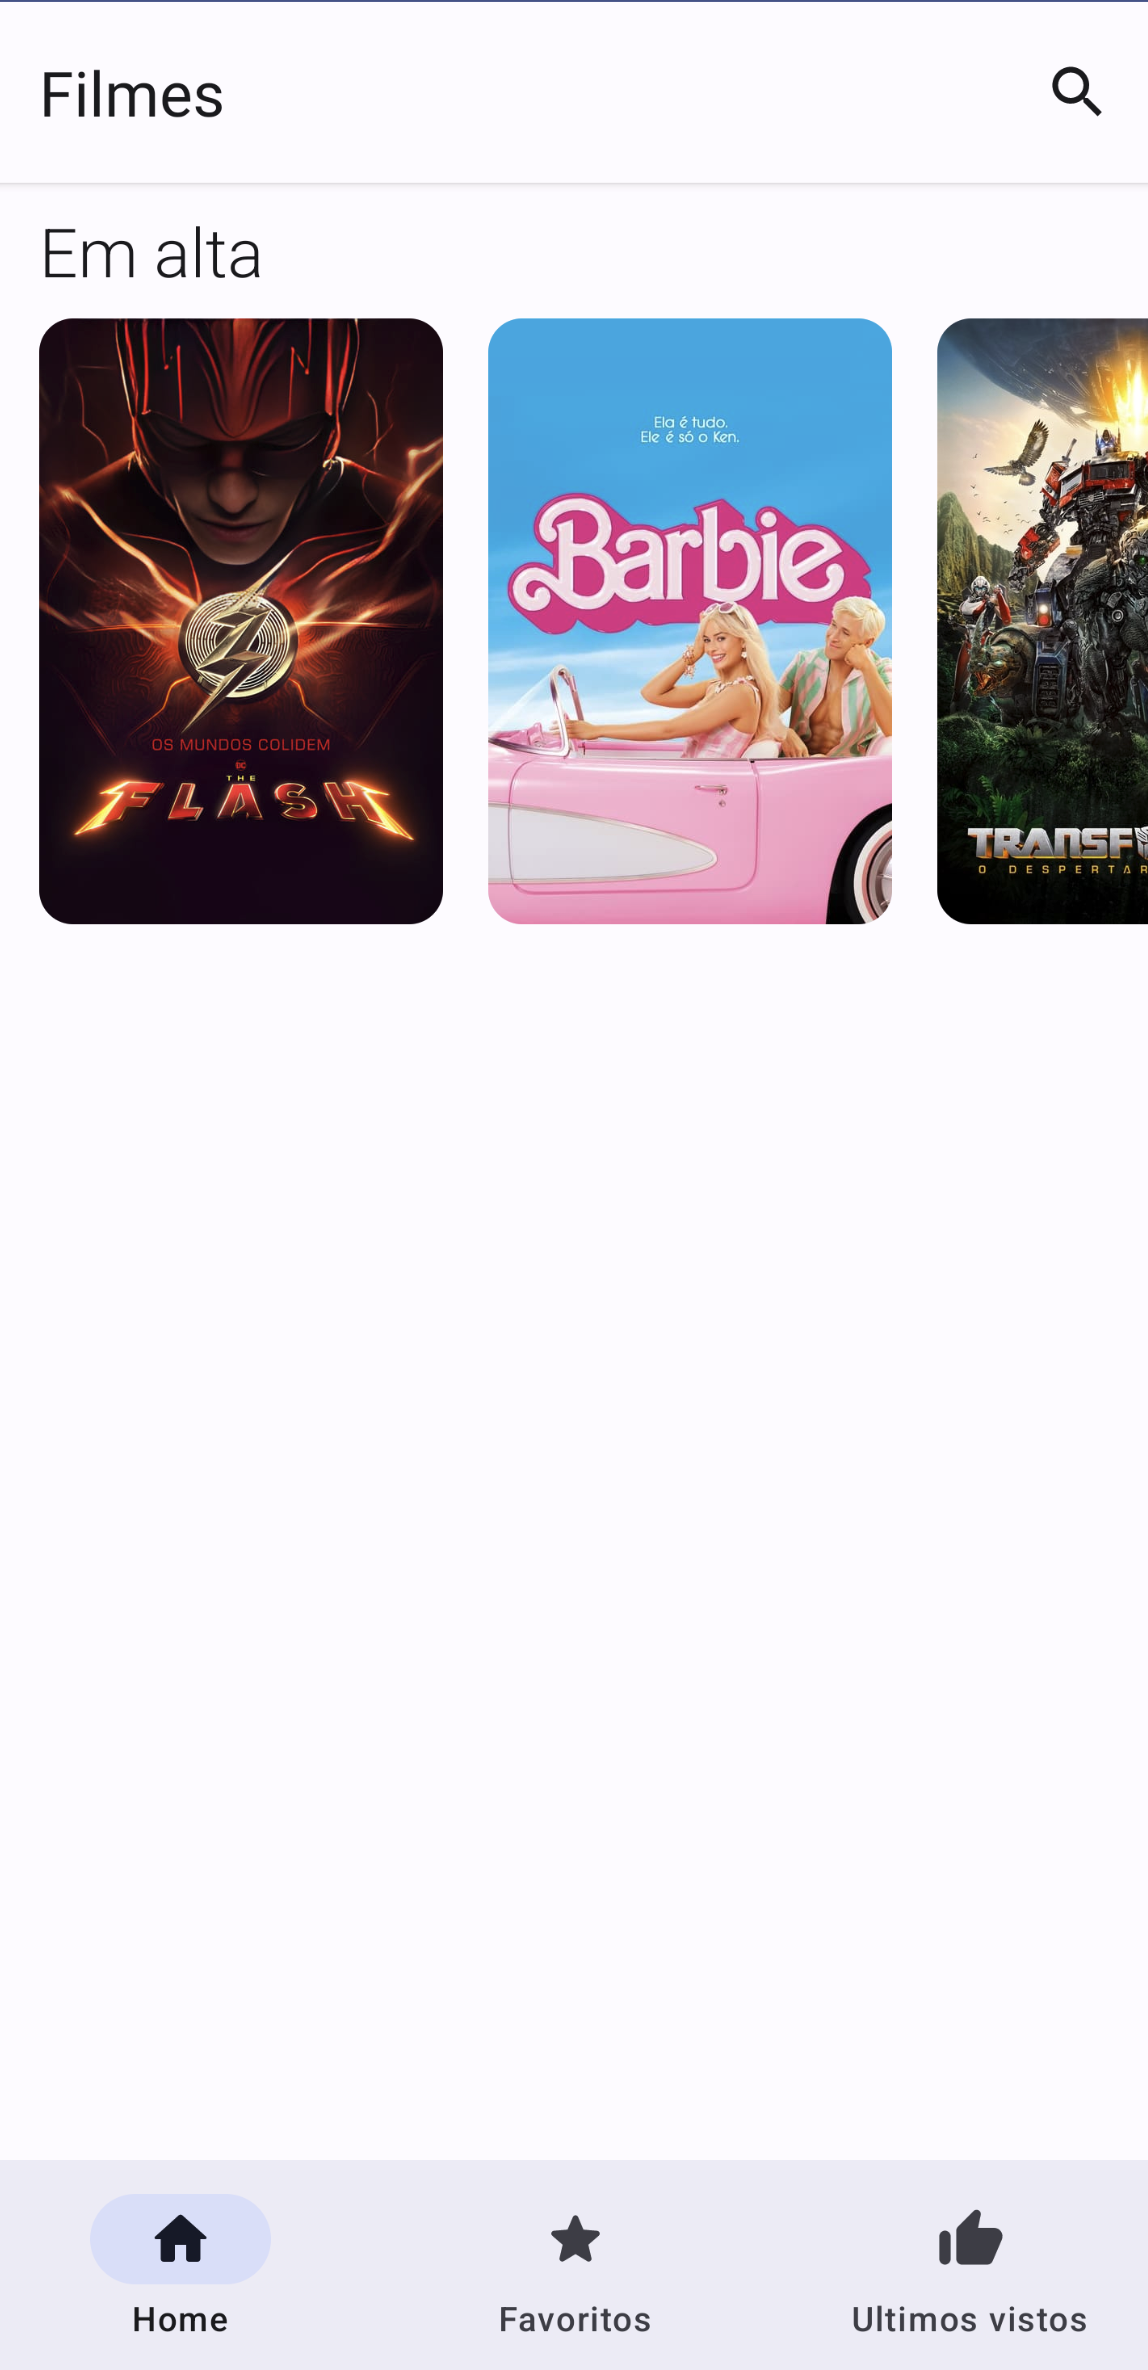 Filmes
Em alta
OS MUNDOS COLIDEM
DC
THE
FLASH
Ela é tudo.
Ele é só o Ken.
Barbie
TRANSF
O DESPERTAR
Home
Favoritos
Ultimos vistos